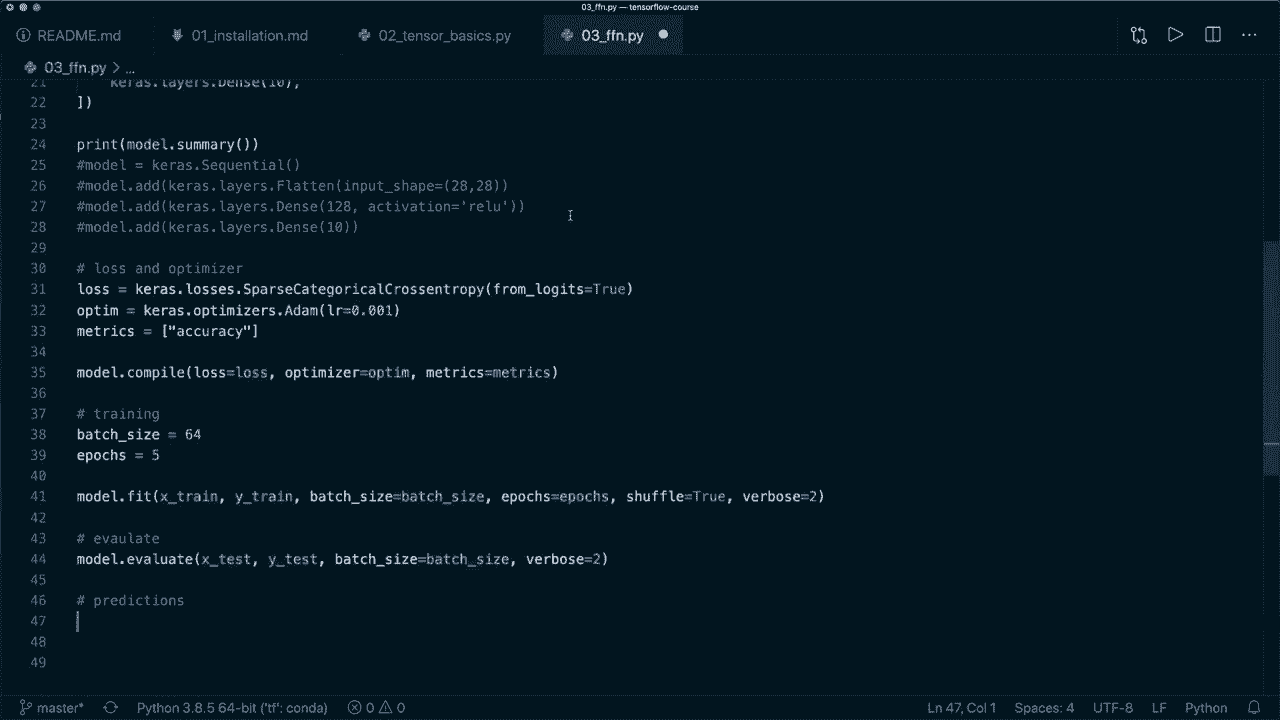 03_ffn.py — tensorflow-course
README.md 01_installation.md 02_tensor_basics.py 03_ffn.py
03_ffn.py > ...
21 keras.layers.Dense(10),
22 ])
23
24 print(model.summary())
25 #model = keras.Sequential()
26 #model.add(keras.layers.Flatten(input_shape=(28,28))
27 #model.add(keras.layers.Dense(128, activation='relu'))
28 #model.add(keras.layers.Dense(10))
29
30 # loss and optimizer
31 loss = keras.losses.SparseCategoricalCrossentropy(from_logits=True)
32 optim = keras.optimizers.Adam(lr=0.001)
33 metrics = ["accuracy"]
34
35 model.compile(loss=loss, optimizer=optim, metrics=metrics)
36
37 # training
38 batch_size = 64
39 epochs = 5
40
41 model.fit(x_train, y_train, batch_size=batch_size, epochs=epochs, shuffle=True, verbose=2)
42
43 # evaulate
44 model.evaluate(x_test, y_test, batch_size=batch_size, verbose=2)
45
46 # predictions
47
48
49
master* Python 3.8.5 64-bit ('tf': conda) 0 0 Ln 47, Col 1 Spaces: 4 UTF-8 LF Python